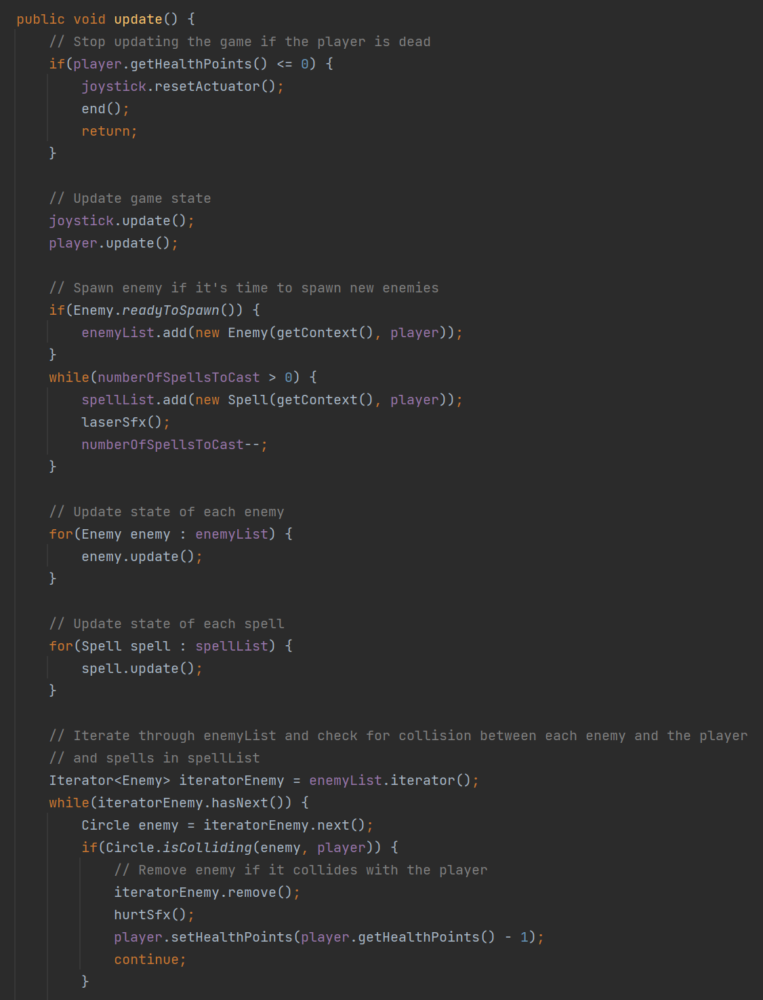 public void update() {
    // Stop updating the game if the player is dead
    if(player.getHealthPoints() <= 0) {
        joystick.resetActuator();
        end();
        return;
    }

    // Update game state
    joystick.update();
    player.update();

    // Spawn enemy if it's time to spawn new enemies
    if(Enemy.readyToSpawn()) {
        enemyList.add(new Enemy(getContext(), player));
    }
    while(numberOfSpellsToCast > 0) {
        spellList.add(new Spell(getContext(), player));
        laserSfx();
        numberOfSpellsToCast--;
    }

    // Update state of each enemy
    for(Enemy enemy : enemyList) {
        enemy.update();
    }

    // Update state of each spell
    for(Spell spell : spellList) {
        spell.update();
    }

    // Iterate through enemyList and check for collision between each enemy and the player
    // and spells in spellList
    Iterator<Enemy> iteratorEnemy = enemyList.iterator();
    while(iteratorEnemy.hasNext()) {
        Circle enemy = iteratorEnemy.next();
        if(Circle.isColliding(enemy, player)) {
            // Remove enemy if it collides with the player
            iteratorEnemy.remove();
            hurtSfx();
            player.setHealthPoints(player.getHealthPoints() - 1);
            continue;
        }